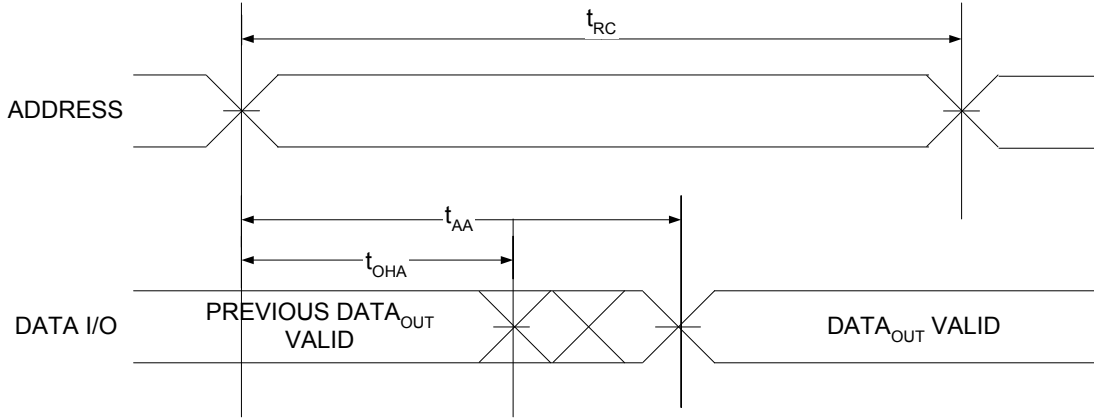 tRC
ADDRESS
tAA
tOHA
DATA I/O
PREVIOUS DATAOUT
VALID
DATAOUT VALID